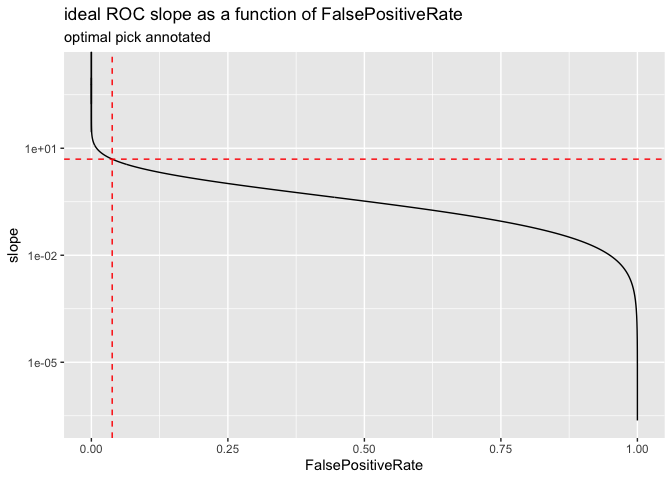 ideal ROC slope as a function of FalsePositiveRate
optimal pick annotated
1e+01
1e-02
1e-05
slope
0.00 0.25 0.50 0.75 1.00
FalsePositiveRate